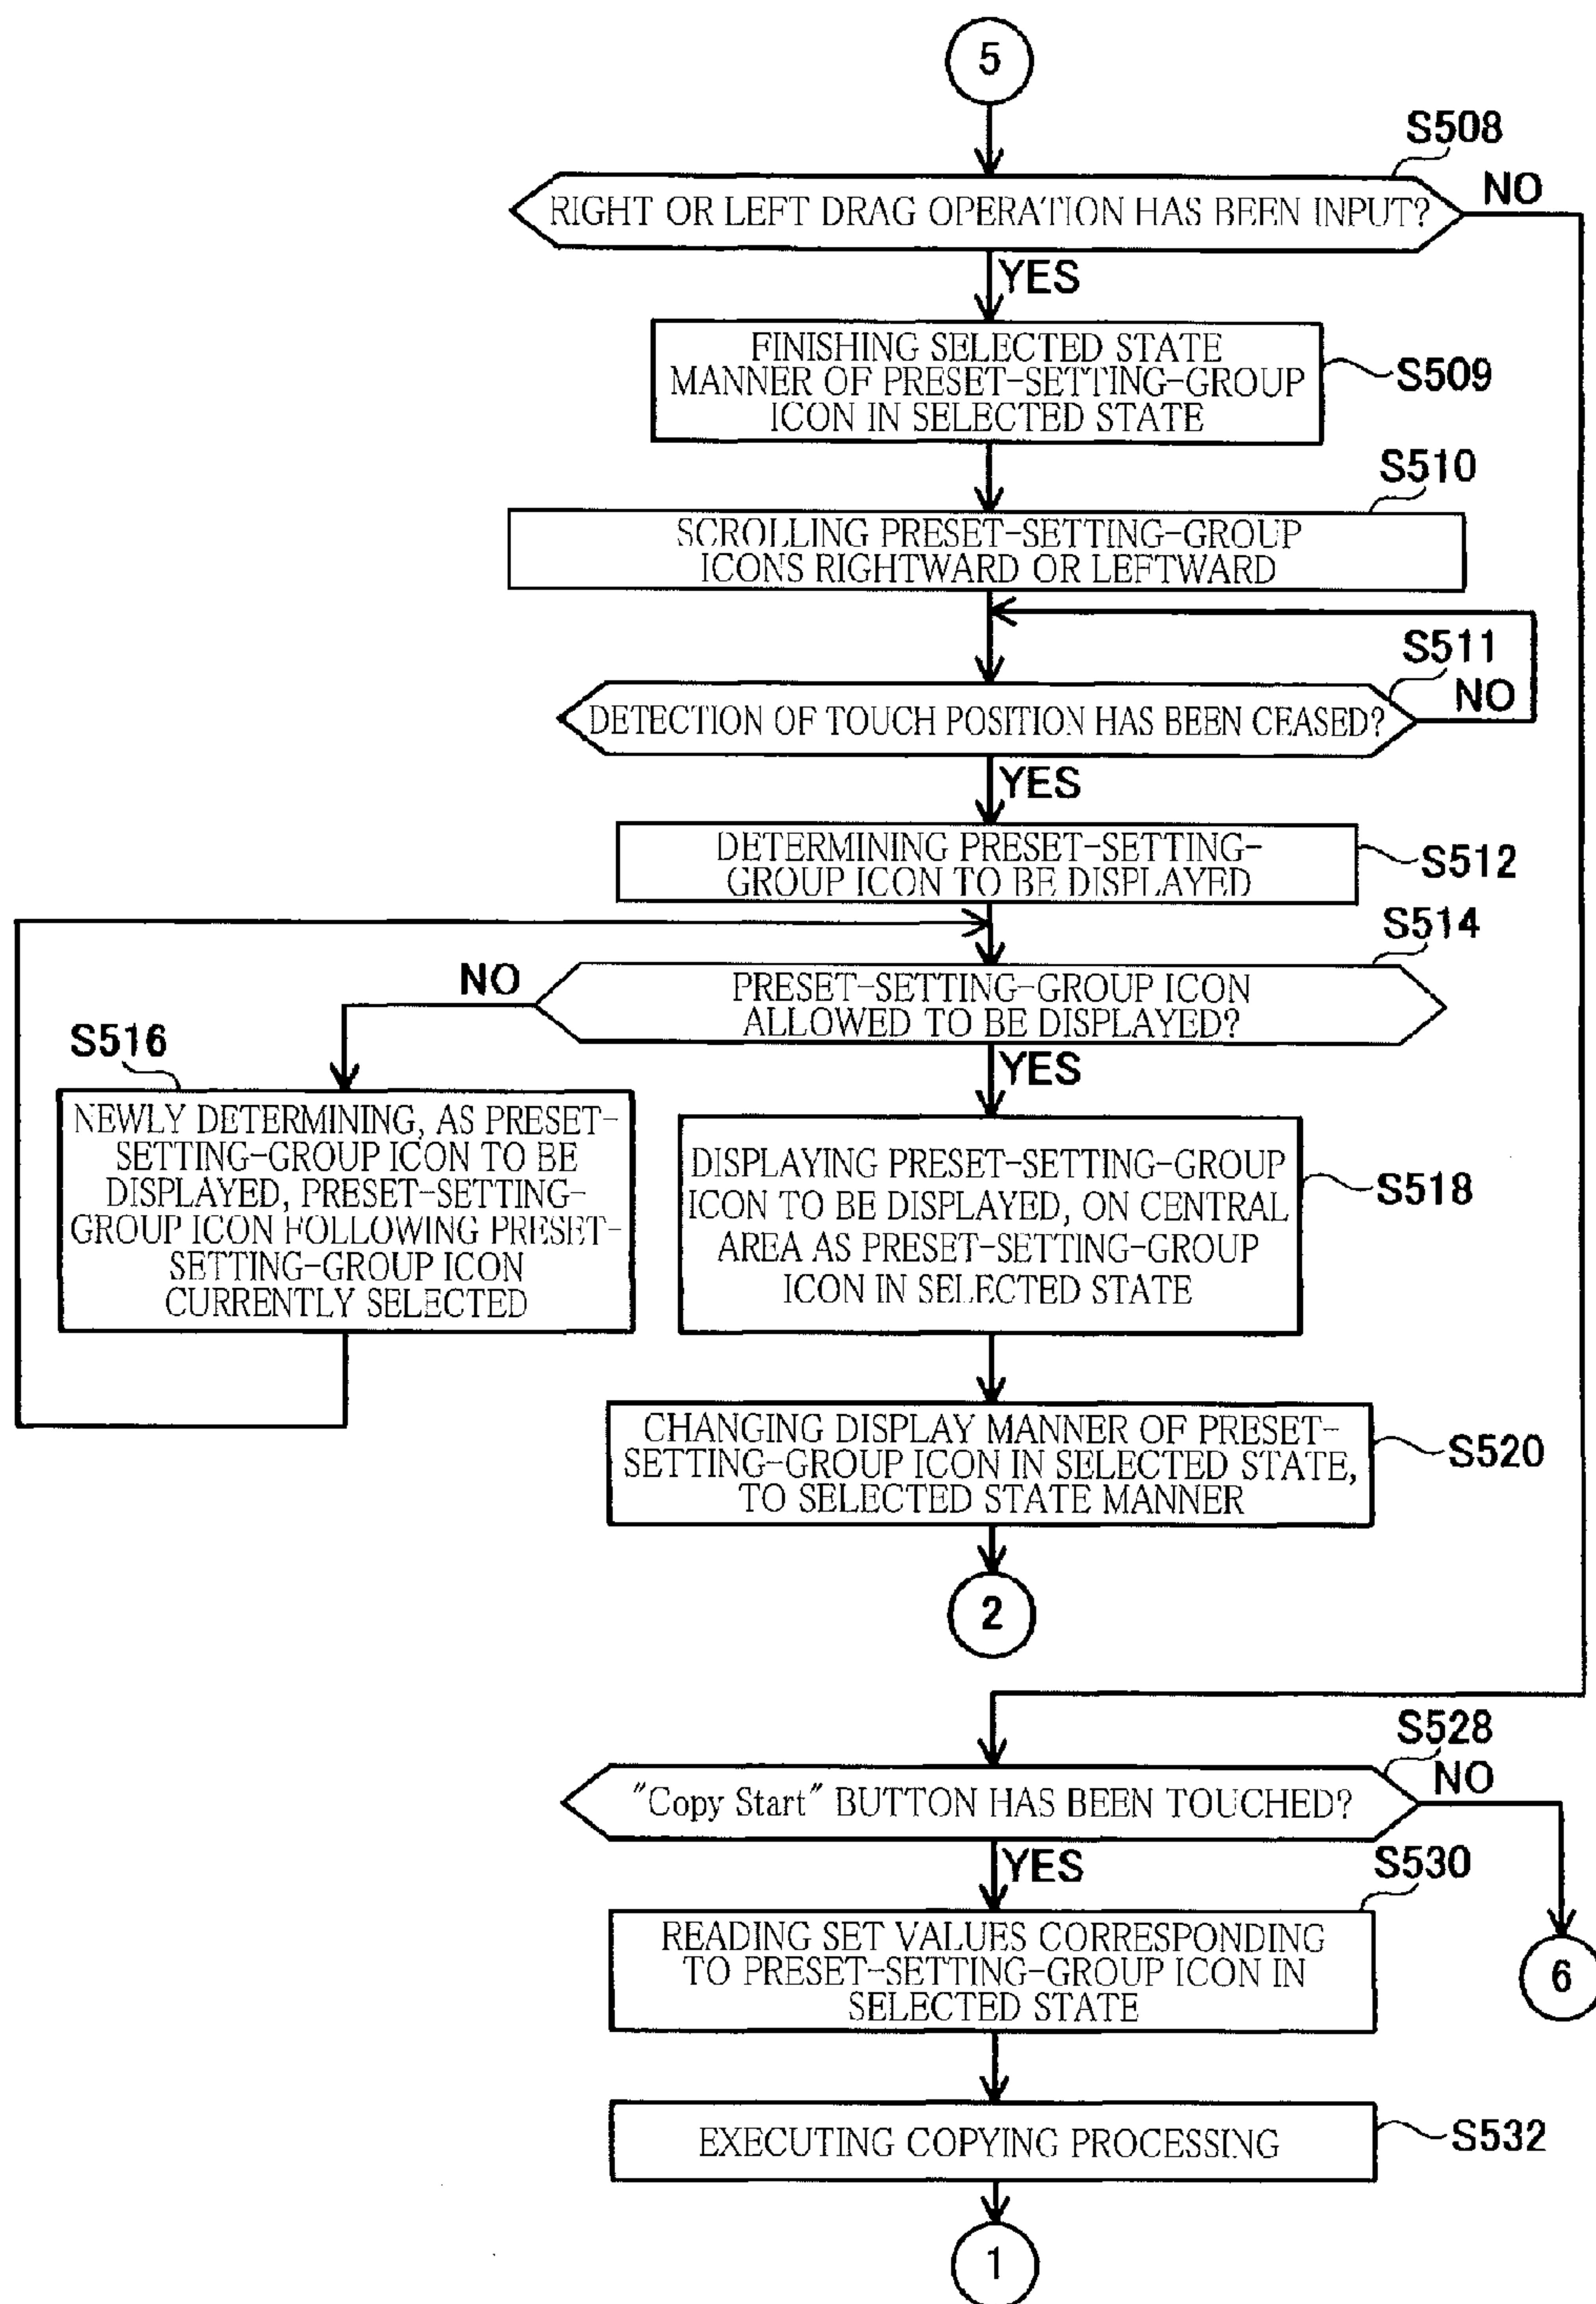 5
S508
RIGHT OR LEFT DRAG OPERATION HAS BEEN INPUT?
NO
YES
FINISHING SELECTED STATE
MANNER OF PRESET-SETTING-GROUP
ICON IN SELECTED STATE
S509
S510
SCROLLING PRESET-SETTING-GROUP
ICONS RIGHTWARD OR LEFTWARD
S511
DETECTION OF TOUCH POSITION HAS BEEN CEASED?
NO
YES
DETERMINING PRESET-SETTING-
GROUP ICON TO BE DISPLAYED
S512
S514
NO
PRESET-SETTING-GROUP ICON
ALLOWED TO BE DISPLAYED?
YES
S516
NEWLY DETERMINING, AS PRESET-
SETTING-GROUP ICON TO BE
DISPLAYED, PRESET-SETTING-
GROUP ICON FOLLOWING PRESET-
SETTING-GROUP ICON
CURRENTLY SELECTED
DISPLAYING PRESET-SETTING-GROUP
ICON TO BE DISPLAYED, ON CENTRAL
AREA AS PRESET-SETTING-GROUP
ICON IN SELECTED STATE
S518
CHANGING DISPLAY MANNER OF PRESET-
SETTING-GROUP ICON IN SELECTED STATE,
TO SELECTED STATE MANNER
S520
2
S528
"Copy Start" BUTTON HAS BEEN TOUCHED?
NO
YES
S530
READING SET VALUES CORRESPONDING
TO PRESET-SETTING-GROUP ICON IN
SELECTED STATE
6
EXECUTING COPYING PROCESSING
S532
1